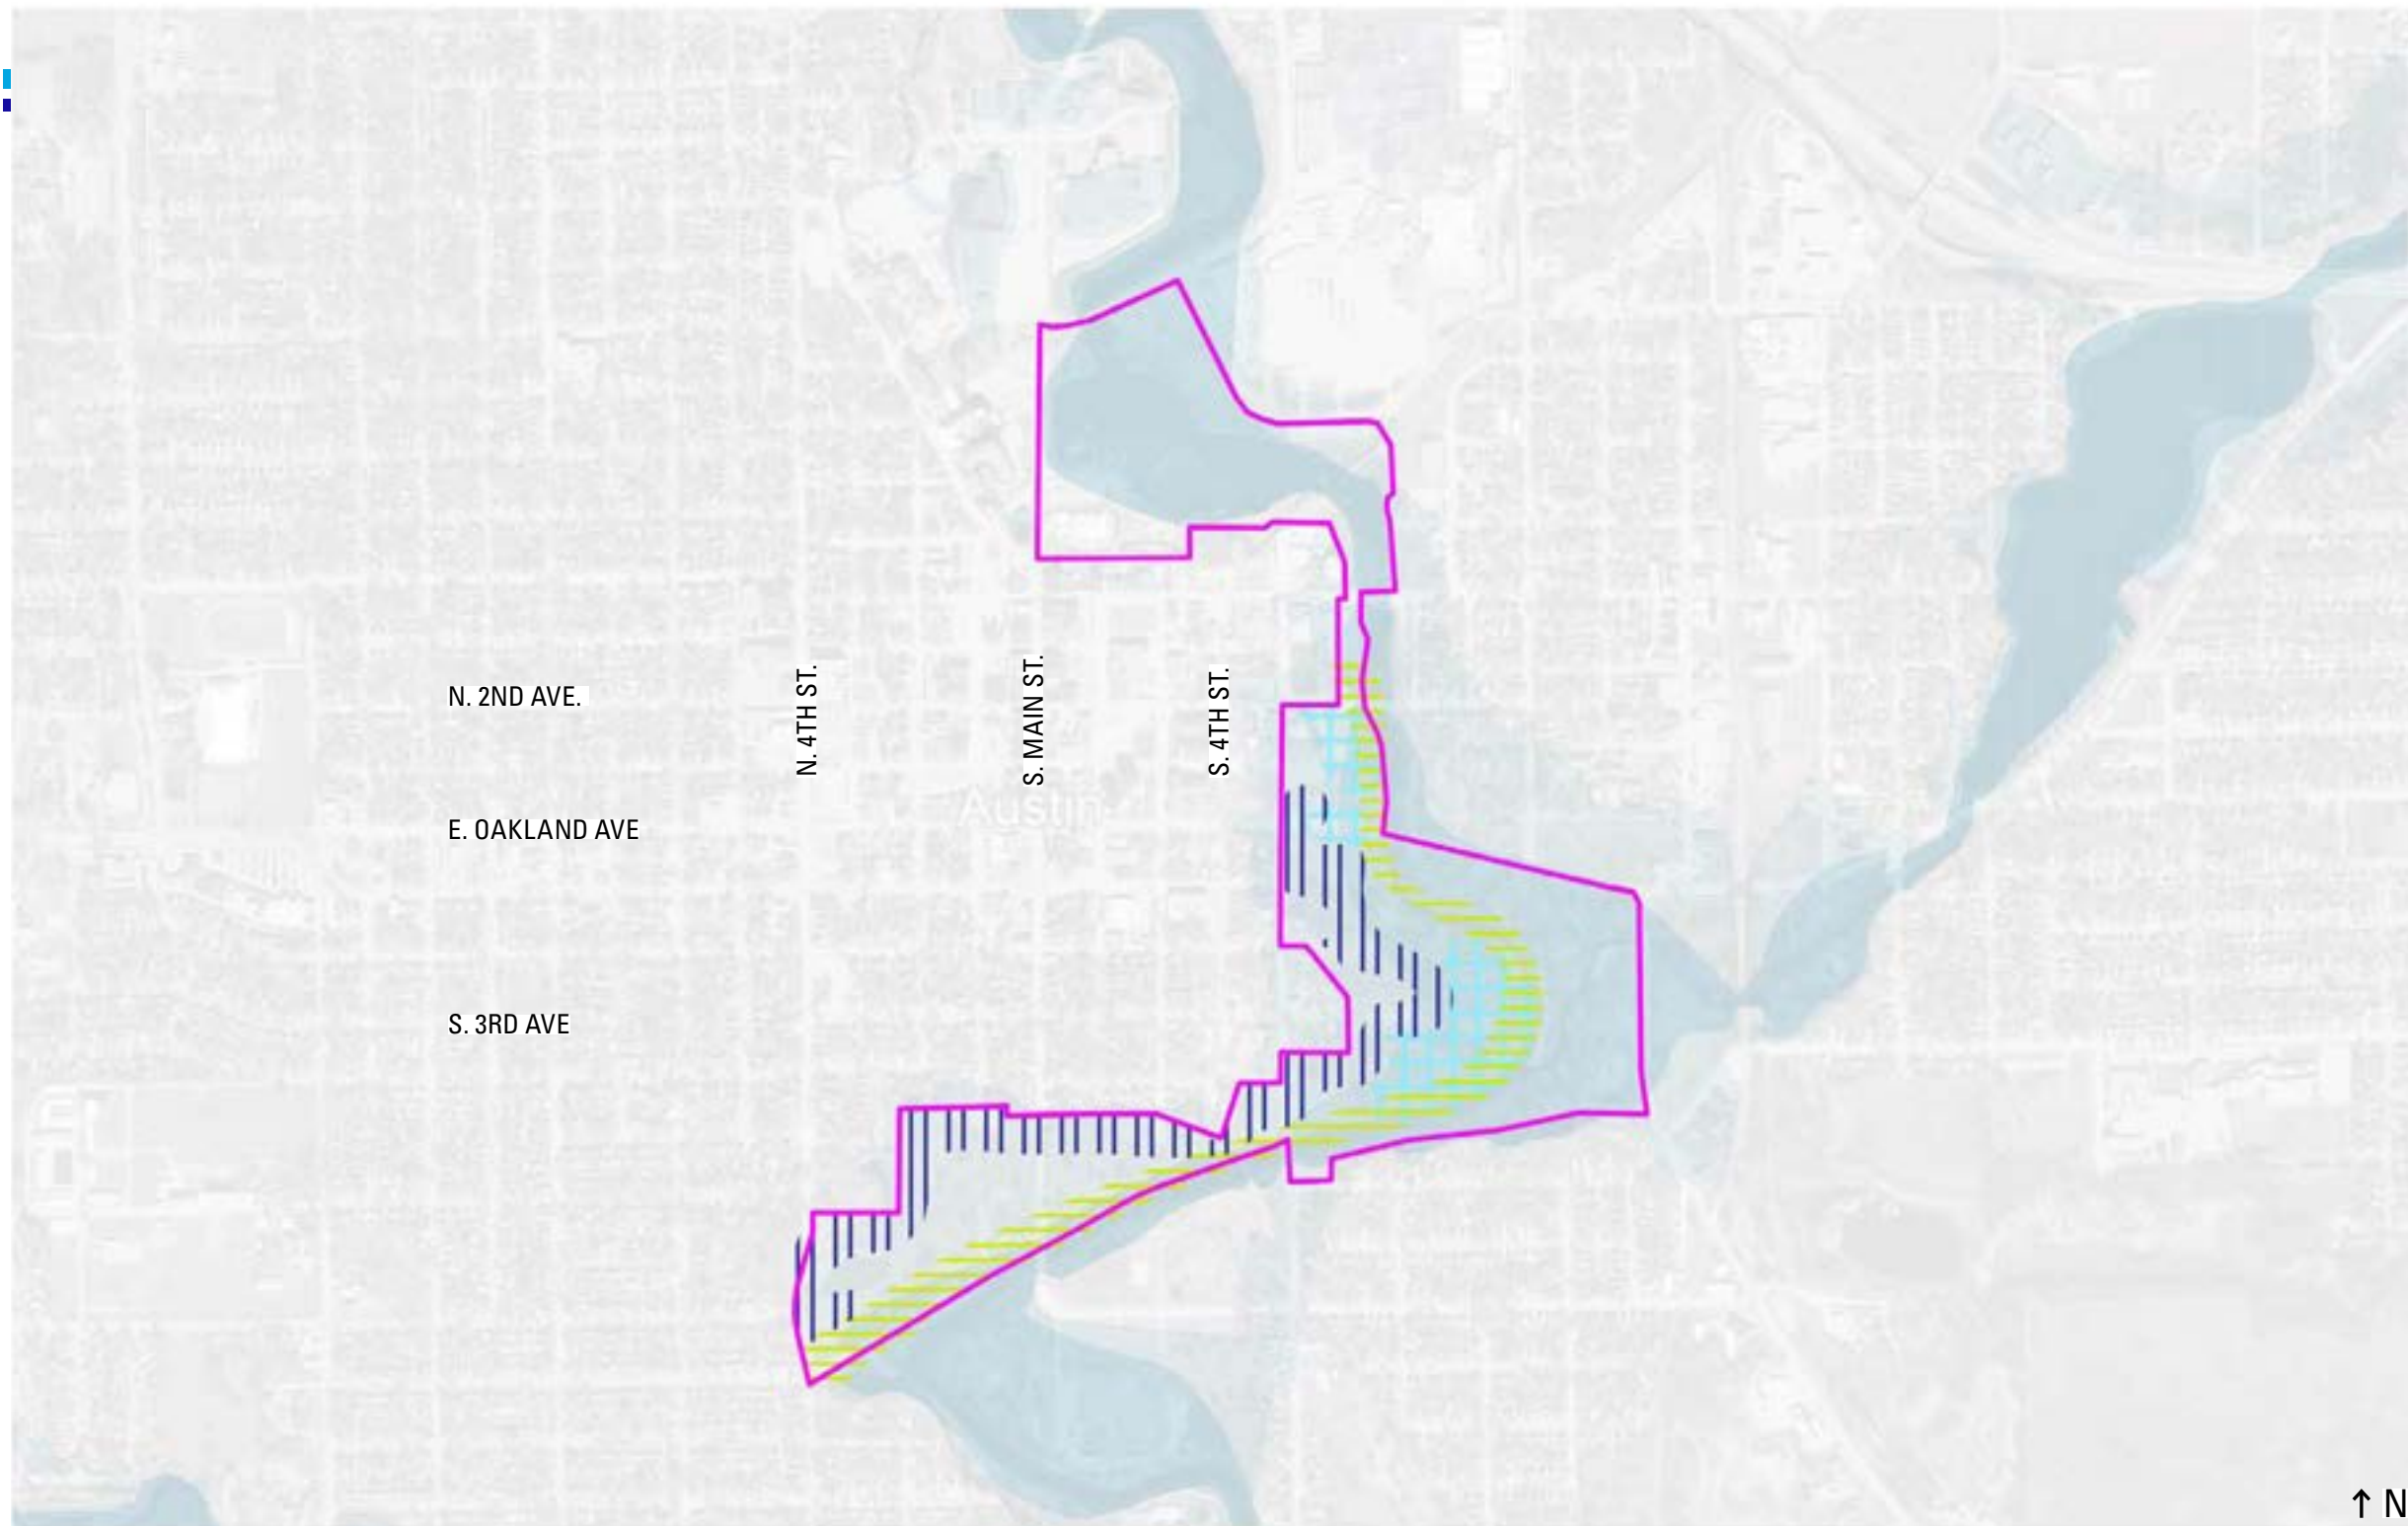 N. 4TH ST.
S. MAIN ST.
S. 4TH ST.
N. 2ND AVE.
Austin
E. OAKLAND AVE
S. 3RD AVE
↑ N